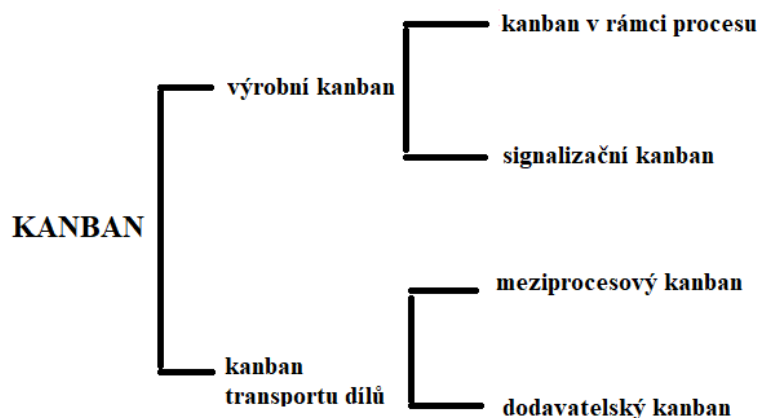 KANBAN
výrobní kanban
kanban v rámci procesu
signalizační kanban
kanban
transportu dílů
meziprocesový kanban
dodavatelský kanban